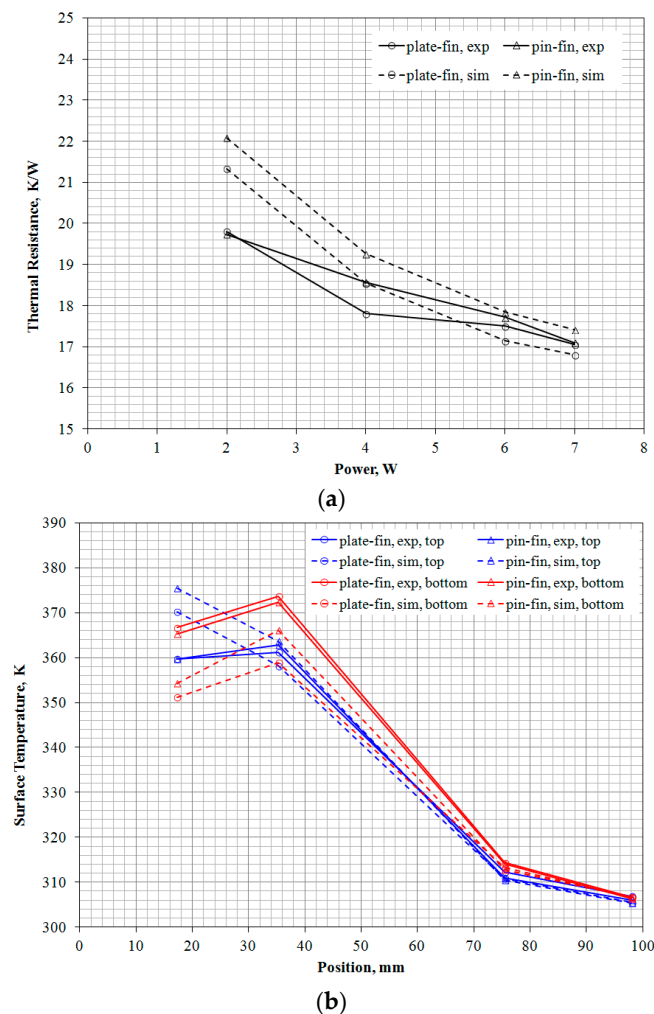 25
24
23
22
21
20
19
18
17
16
15
Thermal Resistance, K/W
plate-fin, exp pin-fin, exp
plate-fin, sim pin-fin, sim
0 1 2 3 4 5 6 7 8
Power, W
(a)
390
380
370
360
350
340
330
320
310
300
Surface Temperature, K
plate-fin, exp, top pin-fin, exp, top
plate-fin, sim, top pin-fin, sim, top
plate-fin, exp, bottom pin-fin, exp, bottom
plate-fin, sim, bottom pin-fin, sim, bottom
0 10 20 30 40 50 60 70 80 90 100
Position, mm
(b)